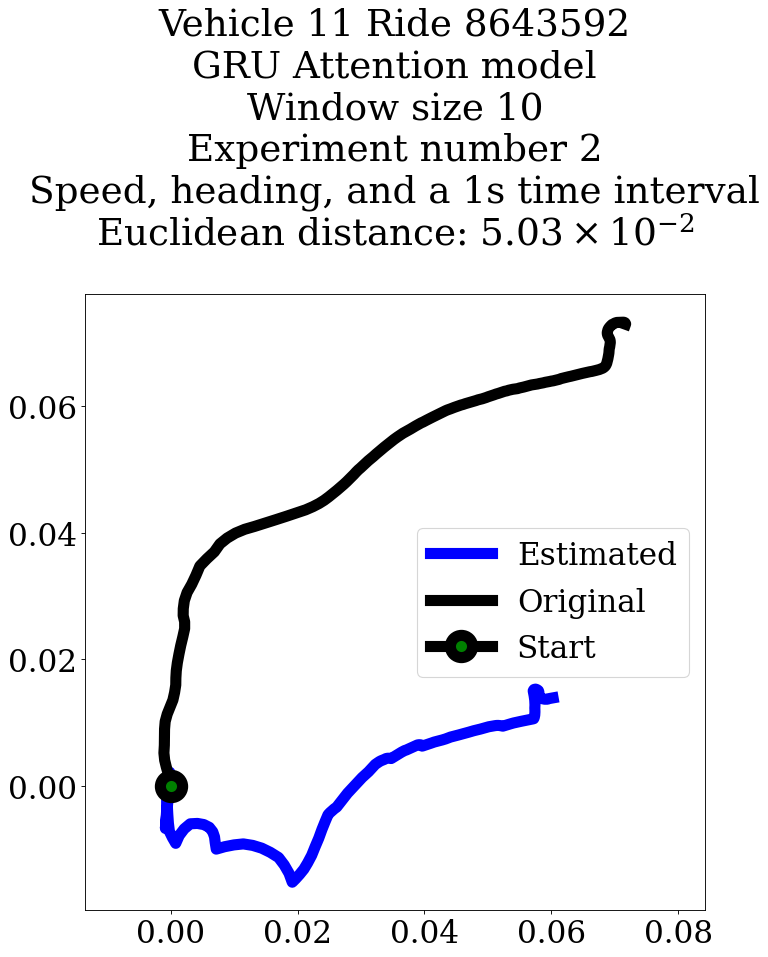 Vehicle 11 Ride 8643592
GRU Attention model
Window size 10
Experiment number 2
Speed, heading, and a 1s time interval
Euclidean distance: 5.03 × 10⁻²
0.06
0.04
0.02
0.00
Estimated
Original
Start
0.00 0.02 0.04 0.06 0.08